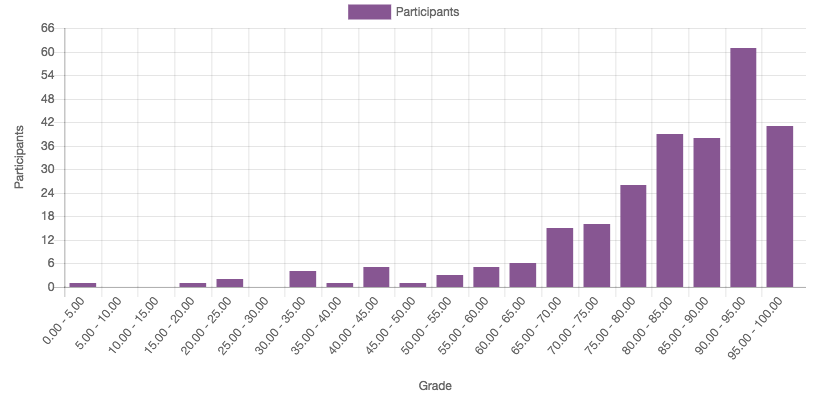 Participants
66
60
54
48
42
36
30
24
18
12
6
0
Participants
0.00 - 5.00
5.00 - 10.00
10.00 - 15.00
15.00 - 20.00
20.00 - 25.00
25.00 - 30.00
30.00 - 35.00
35.00 - 40.00
40.00 - 45.00
45.00 - 50.00
50.00 - 55.00
55.00 - 60.00
60.00 - 65.00
65.00 - 70.00
70.00 - 75.00
75.00 - 80.00
80.00 - 85.00
85.00 - 90.00
90.00 - 95.00
95.00 - 100.00
Grade